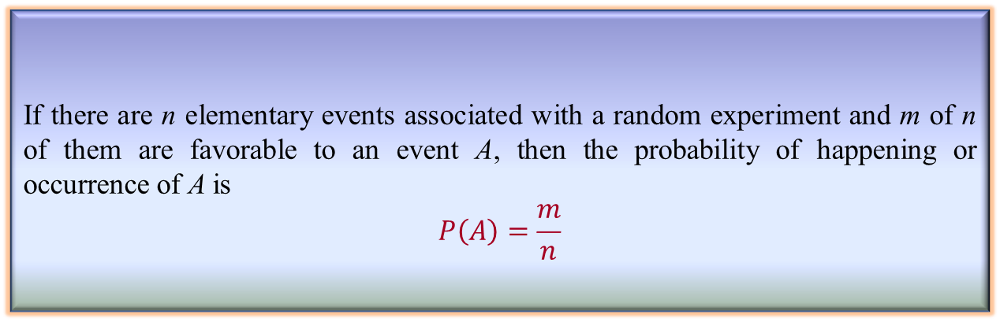 If there are n elementary events associated with a random experiment and m of n
of them are favorable to an event A, then the probability of happening or
occurrence of A is
P(A) = m/n